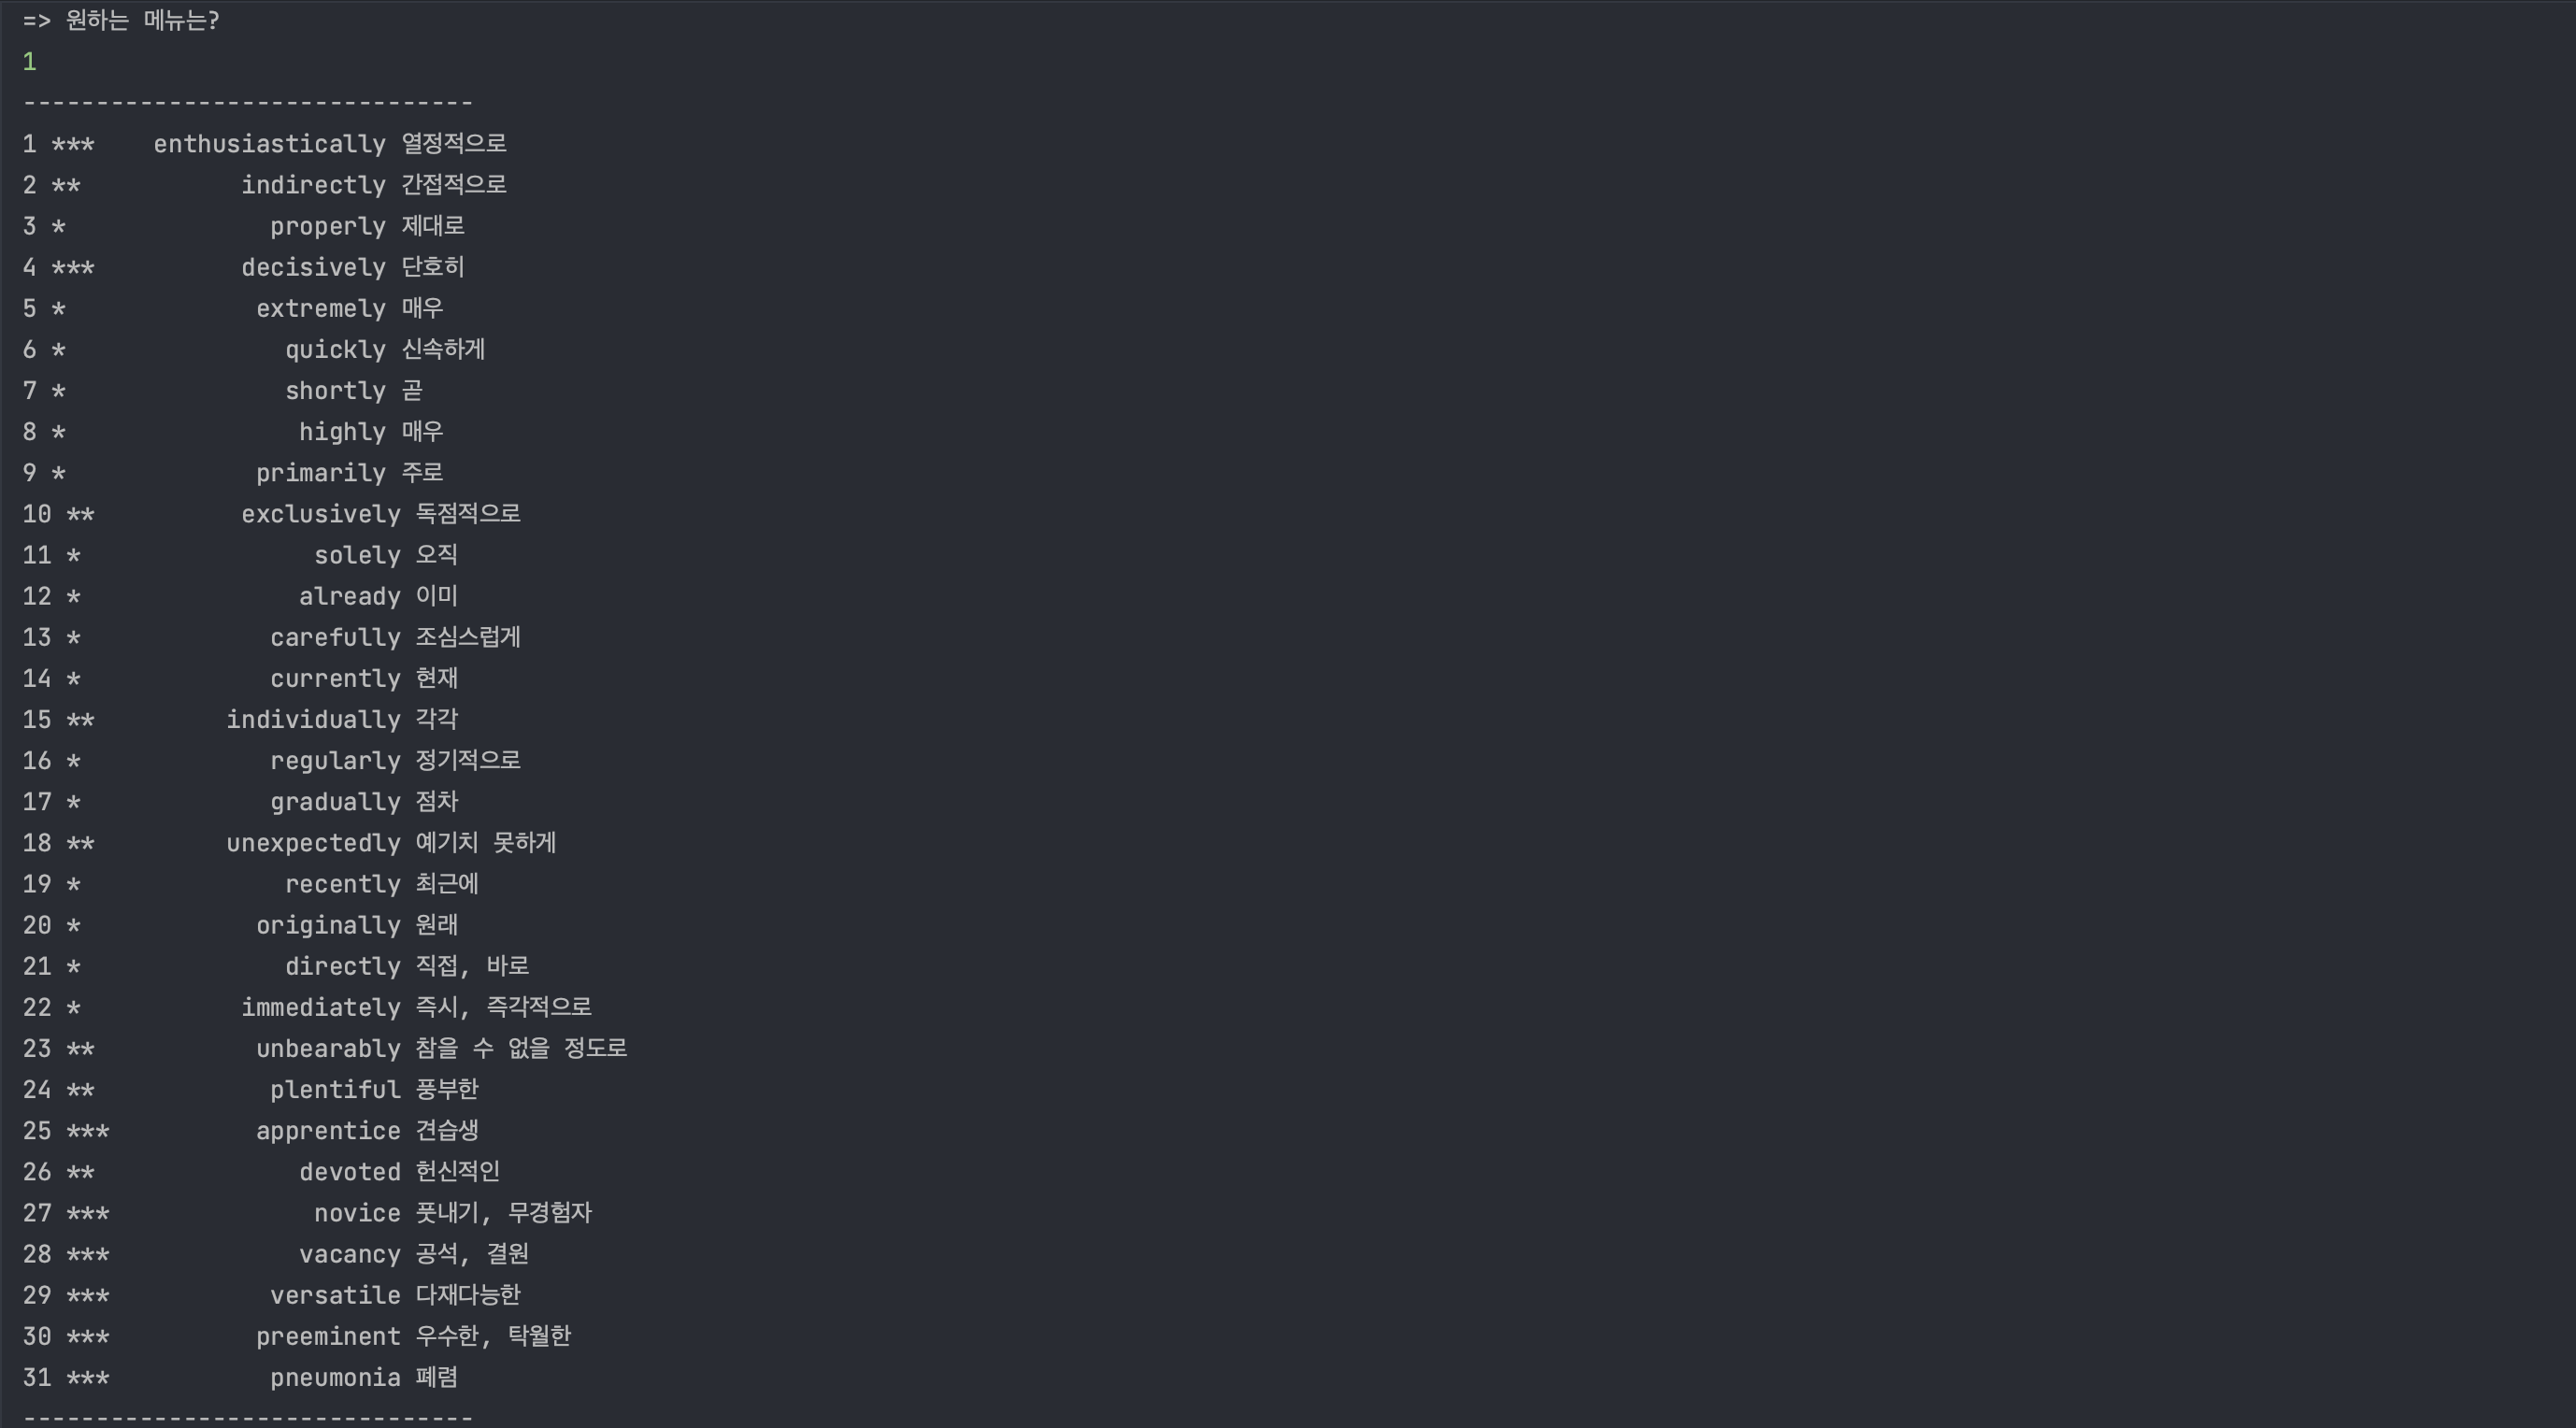 => 원하는 메뉴는?
1
-------------------------------
1 ***    enthusiastically 열정적으로
2 **           indirectly 간접적으로
3 *              properly 제대로
4 ***          decisively 단호히
5 *             extremely 매우
6 *               quickly 신속하게
7 *               shortly 곧
8 *                highly 매우
9 *             primarily 주로
10 **          exclusively 독점적으로
11 *                solely 오직
12 *               already 이미
13 *             carefully 조심스럽게
14 *             currently 현재
15 **         individually 각각
16 *             regularly 정기적으로
17 *             gradually 점차
18 **         unexpectedly 예기치 못하게
19 *              recently 최근에
20 *            originally 원래
21 *              directly 직접, 바로
22 *           immediately 즉시, 즉각적으로
23 **           unbearably 참을 수 없을 정도로
24 **            plentiful 풍부한
25 ***          apprentice 견습생
26 **              devoted 헌신적인
27 ***              novice 풋내기, 무경험자
28 ***             vacancy 공석, 결원
29 ***           versatile 다재다능한
30 ***          preeminent 우수한, 탁월한
31 ***           pneumonia 폐렴
-------------------------------